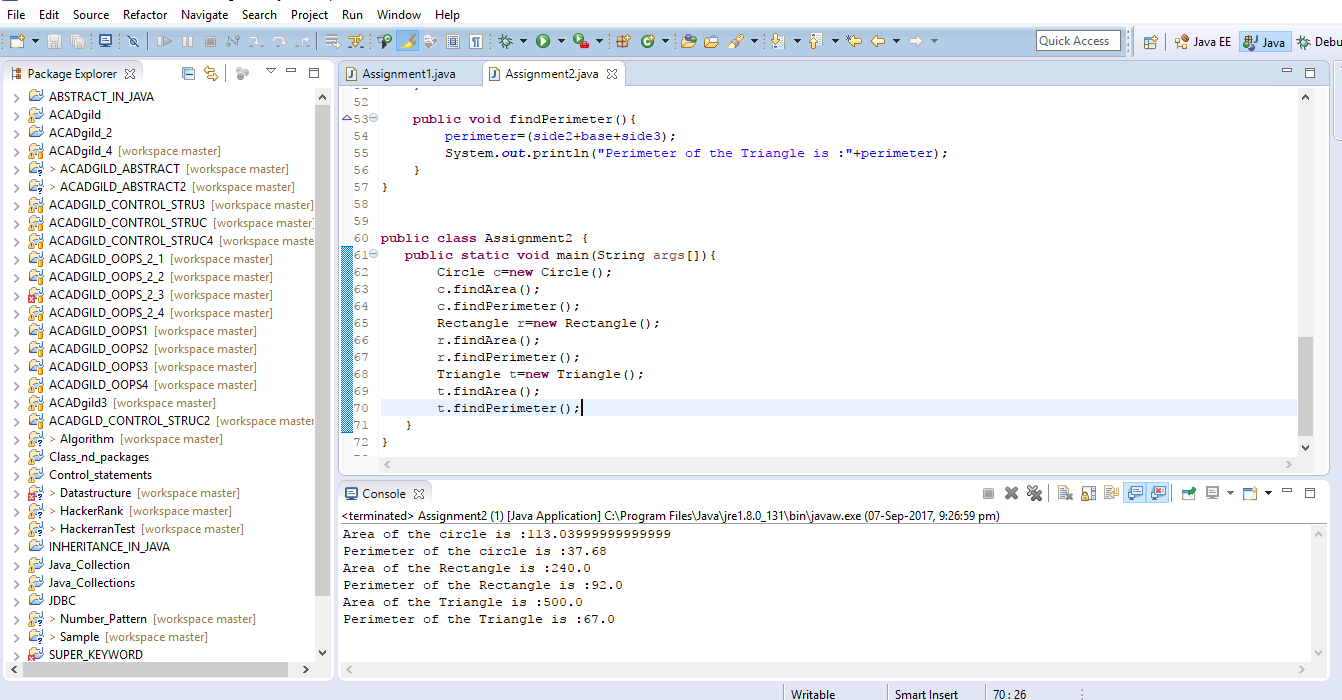 File Edit Source Refactor Navigate Search Project Run Window Help
Quick Access Java EE Java Debu
Package Explorer
ABSTRACT_IN_JAVA
ACADgild
ACADgild_2
ACADgild_4 [workspace master]
> ACADGILD_ABSTRACT [workspace master]
> ACADGILD_ABSTRACT2 [workspace master]
ACADGILD_CONTROL_STRU3 [workspace master]
ACADGILD_CONTROL_STRUC [workspace master]
ACADGILD_CONTROL_STRUC4 [workspace maste
ACADGILD_OOPS_2_1 [workspace master]
ACADGILD_OOPS_2_2 [workspace master]
ACADGILD_OOPS_2_3 [workspace master]
ACADGILD_OOPS_2_4 [workspace master]
ACADGILD_OOPS1 [workspace master]
ACADGILD_OOPS2 [workspace master]
ACADGILD_OOPS3 [workspace master]
ACADGILD_OOPS4 [workspace master]
ACADgild3 [workspace master]
ACADGLD_CONTROL_STRUC2 [workspace master
> Algorithm [workspace master]
Class_nd_packages
Control_statements
> Datastructure [workspace master]
> HackerRank [workspace master]
> HackerranTest [workspace master]
INHERITANCE_IN_JAVA
Java_Collection
Java_Collections
JDBC
> Number_Pattern [workspace master]
> Sample [workspace master]
SUPER_KEYWORD
Assignment1.java Assignment2.java
52
53 public void findPerimeter(){
54 perimeter=(side2+base+side3);
55 System.out.println("Perimeter of the Triangle is :"+perimeter);
56 }
57 }
58
59
60 public class Assignment2 {
61 public static void main(String args[]){
62 Circle c=new Circle();
63 c.findArea();
64 c.findPerimeter();
65 Rectangle r=new Rectangle();
66 r.findArea();
67 r.findPerimeter();
68 Triangle t=new Triangle();
69 t.findArea();
70 t.findPerimeter();
71 }
72 }
Console
<terminated> Assignment2 (1) [Java Application] C:\Program Files\Java\jre1.8.0_131\bin\javaw.exe (07-Sep-2017, 9:26:59 pm)
Area of the circle is :113.03999999999999
Perimeter of the circle is :37.68
Area of the Rectangle is :240.0
Perimeter of the Rectangle is :92.0
Area of the Triangle is :500.0
Perimeter of the Triangle is :67.0
Writable Smart Insert 70 : 26